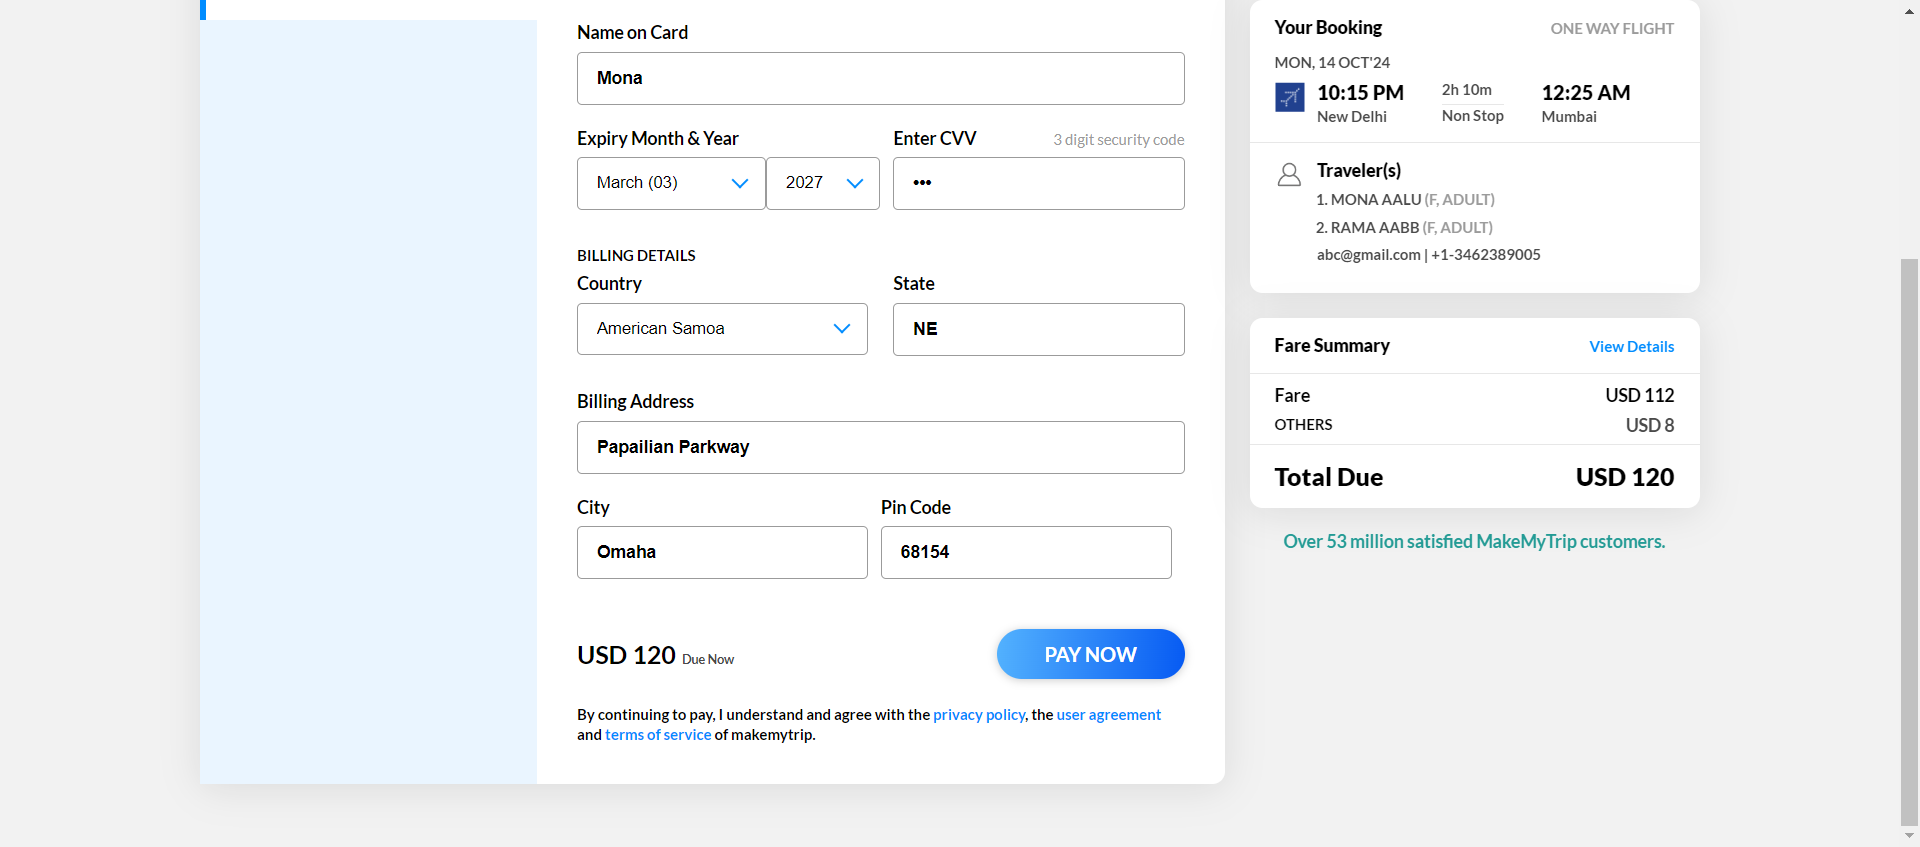 Name on Card
Mona
Expiry Month & Year
Enter CVV
3 digit security code
March (03)
2027
•••
BILLING DETAILS
Country
State
American Samoa
NE
Billing Address
Papailian Parkway
City
Pin Code
Omaha
68154
USD 120 Due Now
PAY NOW
By continuing to pay, I understand and agree with the privacy policy, the user agreement
and terms of service of makemytrip.
Your Booking
ONE WAY FLIGHT
MON, 14 OCT'24
10:15 PM
2h 10m
12:25 AM
New Delhi
Non Stop
Mumbai
Traveler(s)
1. MONA AALU (F, ADULT)
2. RAMA AABB (F, ADULT)
abc@gmail.com | +1-3462389005
Fare Summary
View Details
Fare
USD 112
OTHERS
USD 8
Total Due
USD 120
Over 53 million satisfied MakeMyTrip customers.